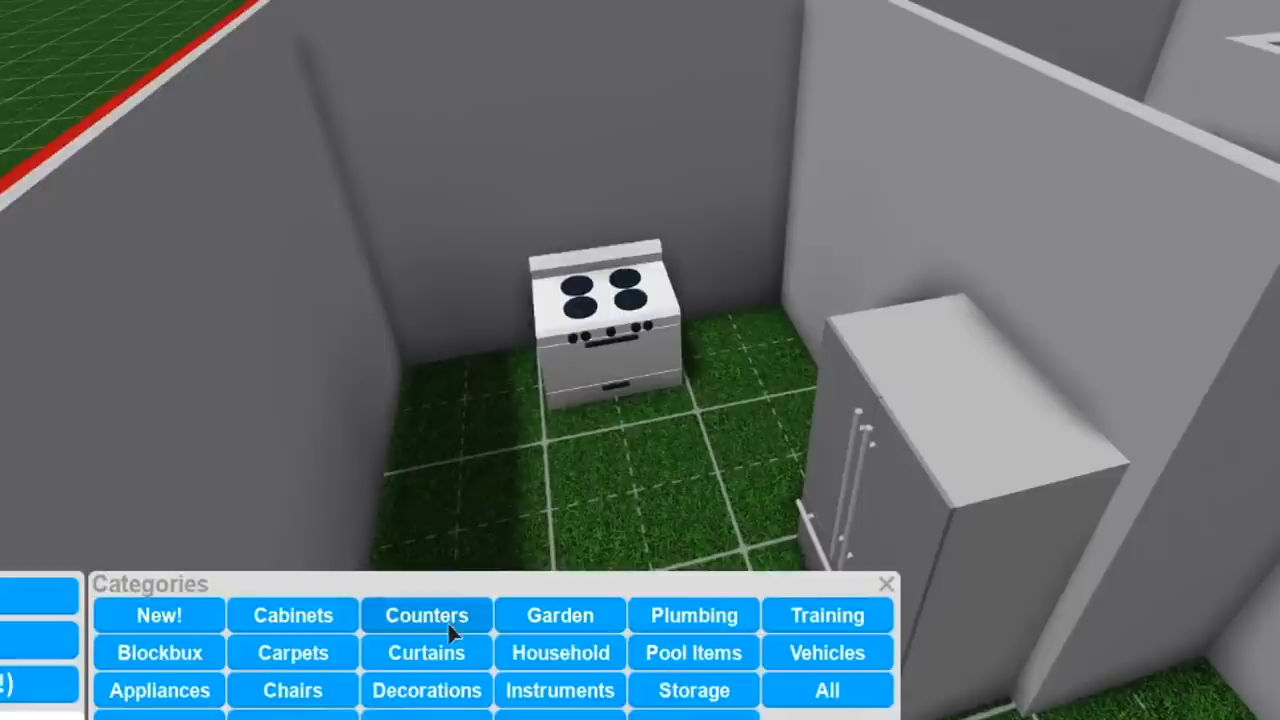 Categories
New! Cabinets Counters Garden Plumbing Training
Blockbux Carpets Curtains Household Pool Items Vehicles
!) Appliances Chairs Decorations Instruments Storage All